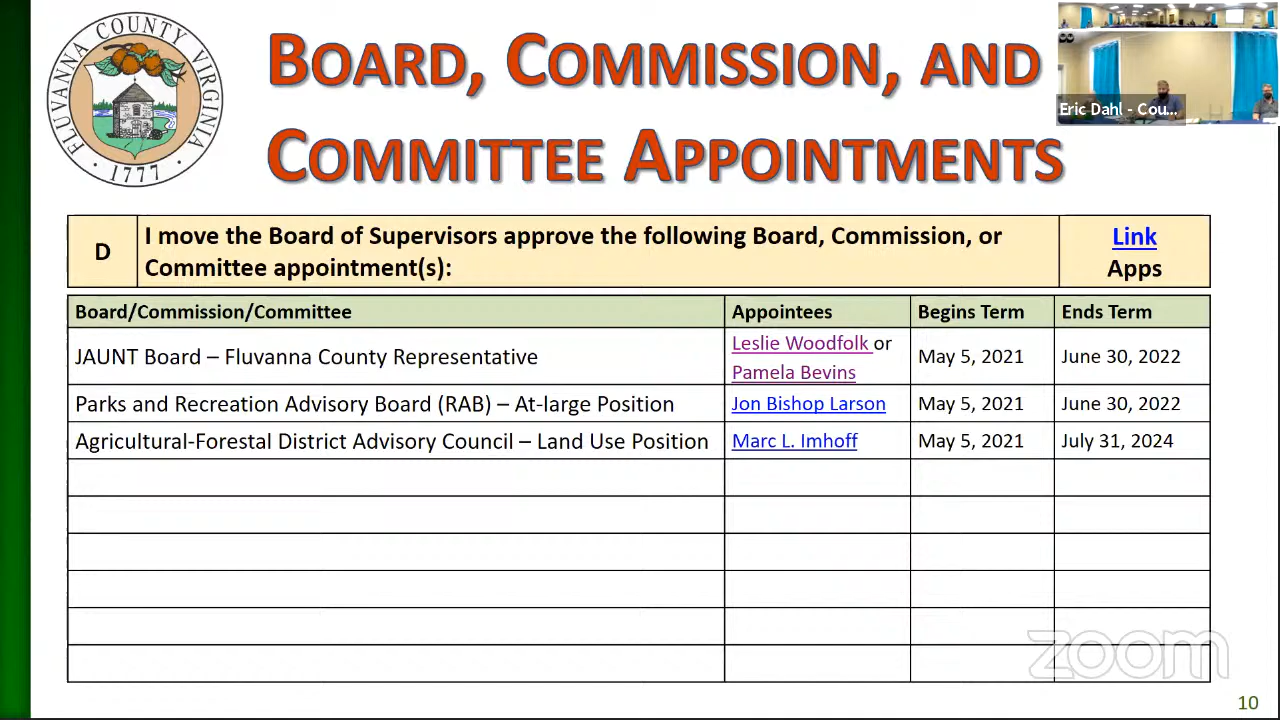 FLUVANNA COUNTY VIRGINIA
1777
BOARD, COMMISSION, AND
COMMITTEE APPOINTMENTS
Eric Dahl - Cou...
D
I move the Board of Supervisors approve the following Board, Commission, or
Committee appointment(s):
Link
Apps
Board/Commission/Committee Appointees Begins Term Ends Term
JAUNT Board – Fluvanna County Representative Leslie Woodfolk or May 5, 2021 June 30, 2022
Pamela Bevins
Parks and Recreation Advisory Board (RAB) – At-large Position Jon Bishop Larson May 5, 2021 June 30, 2022
Agricultural-Forestal District Advisory Council – Land Use Position Marc L. Imhoff May 5, 2021 July 31, 2024
zoom
10